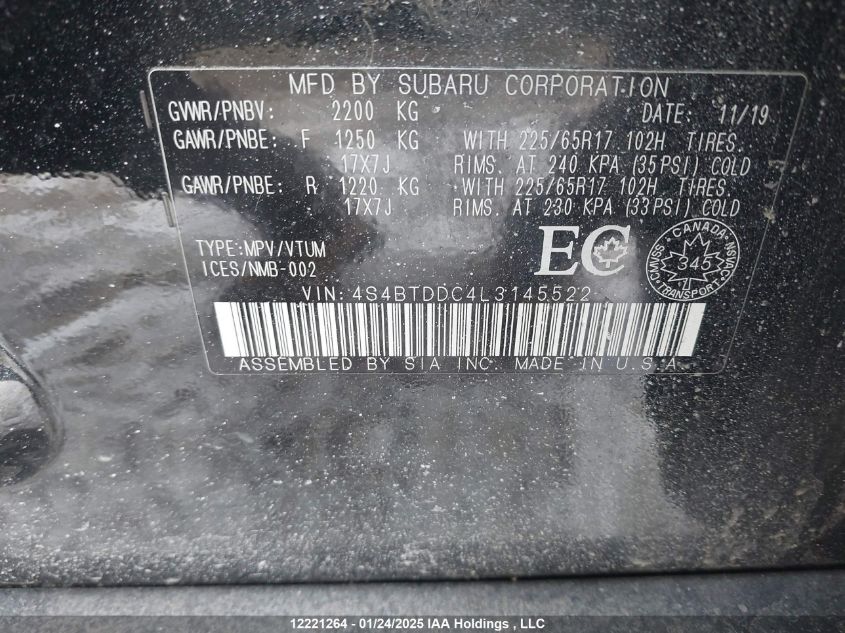 MFD BY SUBARU CORPORATION
GVWR/PNBV: 2200 KG DATE: 11/19
GAWR/PNBE: F 1250 KG WITH 225/65R17 102H TIRES.
17X7J RIMS. AT 240 KPA (35PSI) COLD
GAWR/PNBE: R 1220 KG WITH 225/65R17 102H TIRES.
17X7J RIMS. AT 230 KPA (33PSI) COLD
TYPE:MPV/VTUM
ICES/NMB-002
EC
CANADA
CMVSS NSVAC
345
TRANSPORT
VIN:4S4BTDDC4L3145522
ASSEMBLED BY SIA INC. MADE IN U.S.A.
12221264 - 01/24/2025 IAA Holdings , LLC